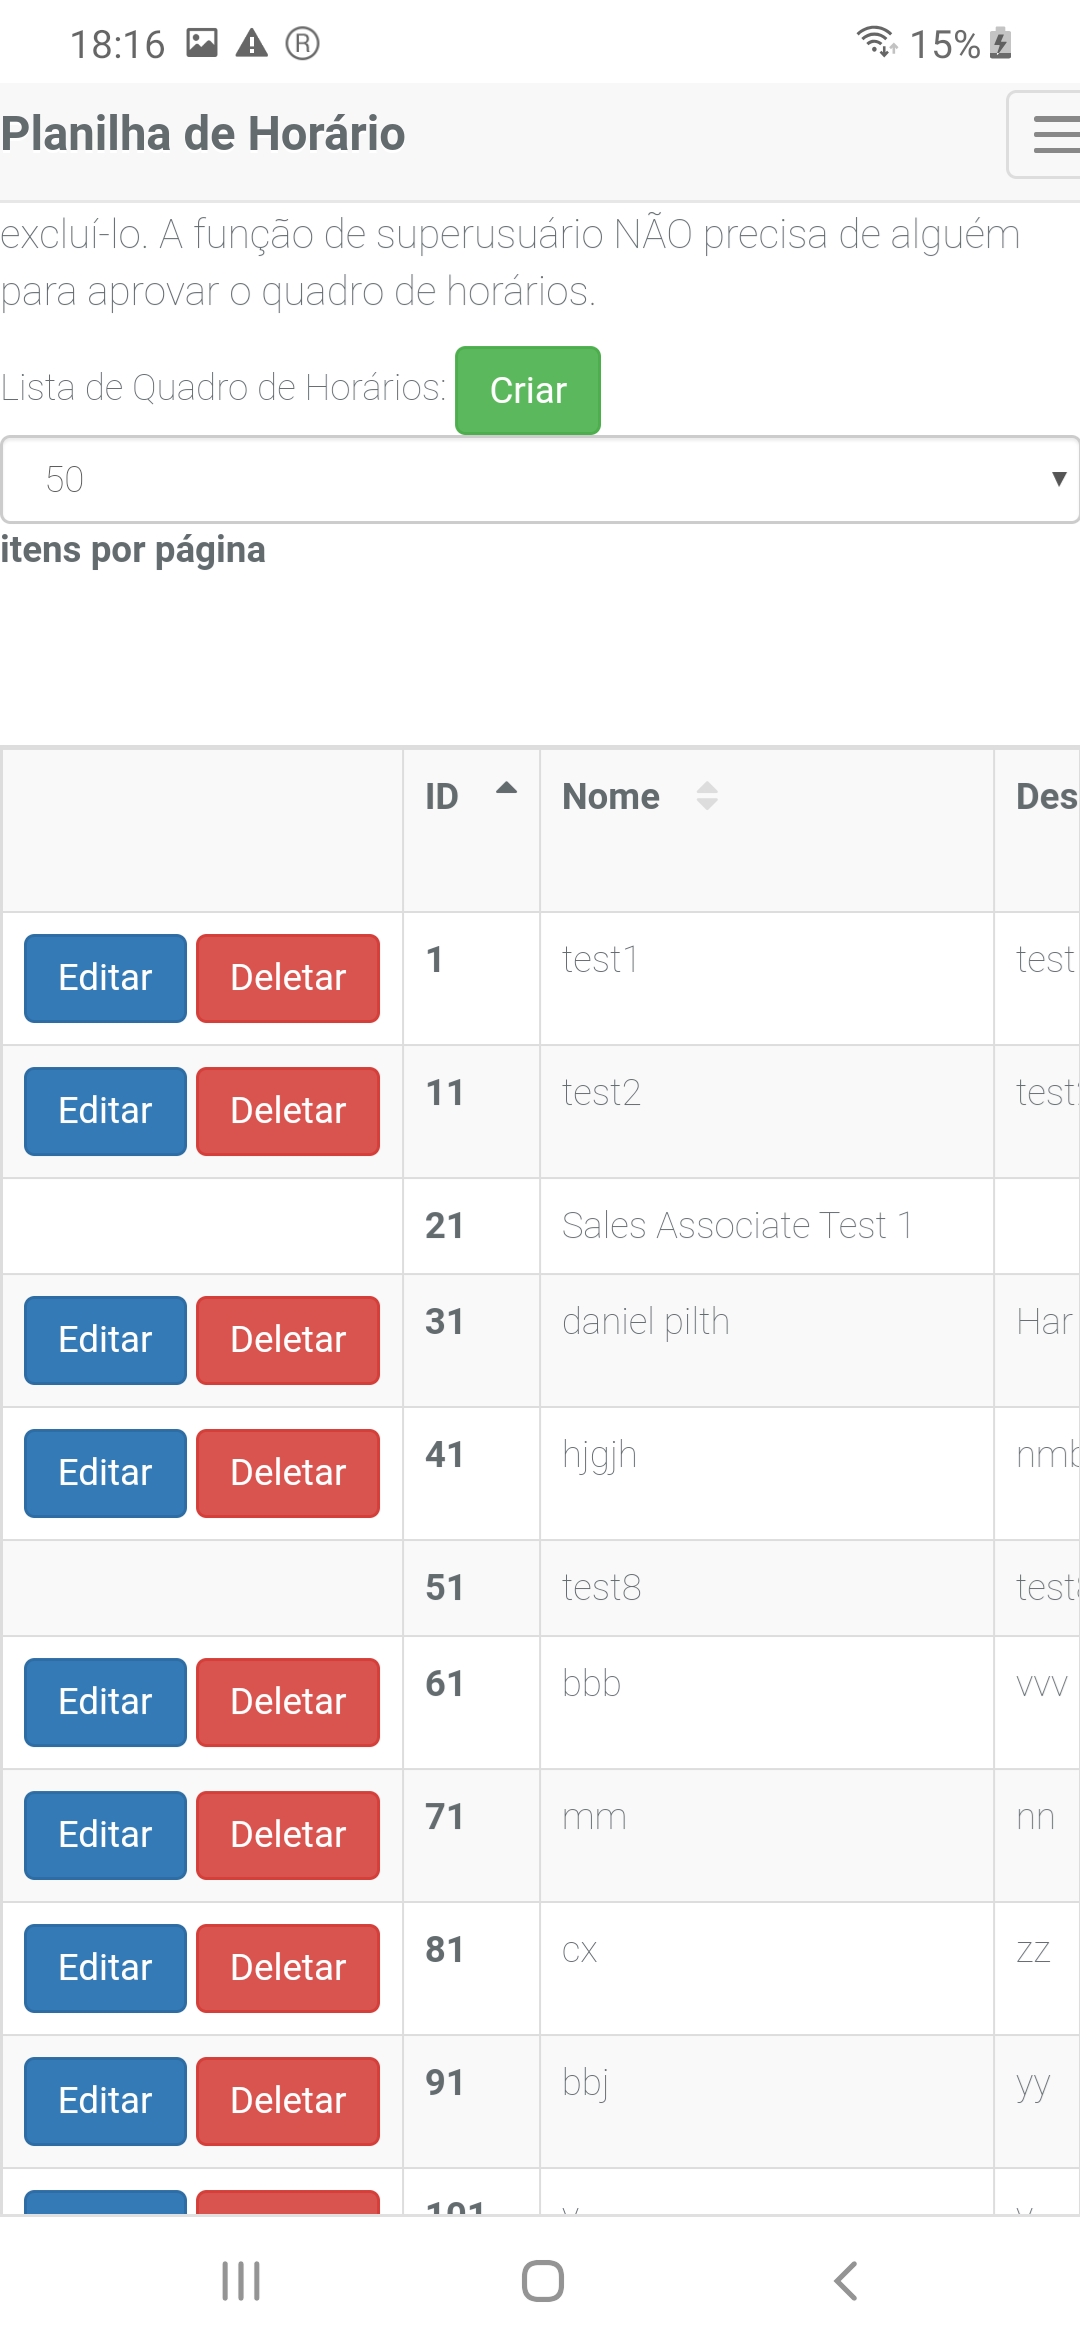 18:16 15%
Planilha de Horário
excluí-lo. A função de superusuário NÃO precisa de alguém
para aprovar o quadro de horários.
Lista de Quadro de Horários: Criar
50
itens por página
ID Nome Des
Editar Deletar 1 test1 test
Editar Deletar 11 test2 test
21 Sales Associate Test 1
Editar Deletar 31 daniel pilth Har
Editar Deletar 41 hjgjh nmb
51 test8 test
Editar Deletar 61 bbb vvv
Editar Deletar 71 mm nn
Editar Deletar 81 cx zz
Editar Deletar 91 bbj yy
101